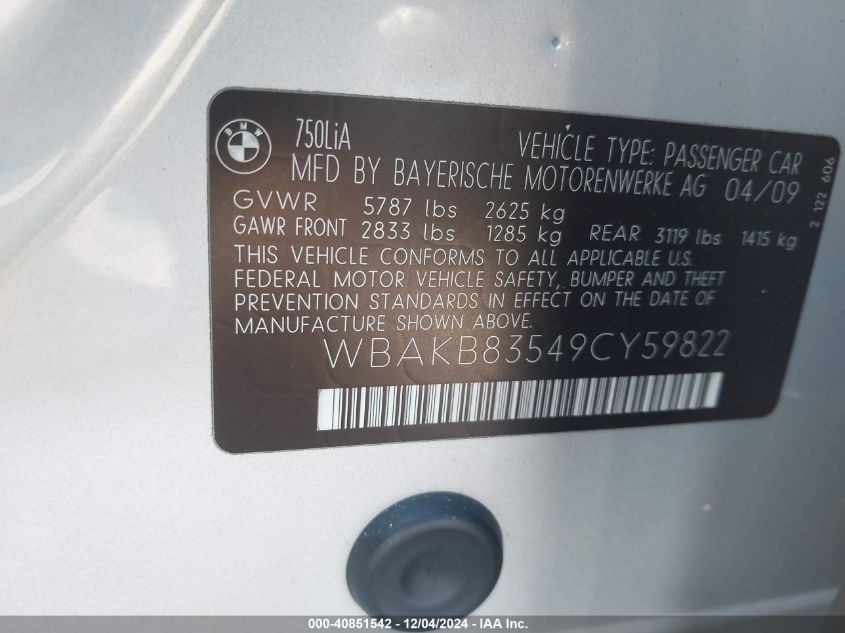 BMW
750LiA VEHICLE TYPE: PASSENGER CAR
MFD BY BAYERISCHE MOTORENWERKE AG 04/09
GVWR 5787 lbs 2625 kg
GAWR FRONT 2833 lbs 1285 kg REAR 3119 lbs 1415 kg
THIS VEHICLE CONFORMS TO ALL APPLICABLE U.S.
FEDERAL MOTOR VEHICLE SAFETY, BUMPER AND THEFT
PREVENTION STANDARDS IN EFFECT ON THE DATE OF
MANUFACTURE SHOWN ABOVE.
WBAKB83549CY59822
2 122 606
000-40851542 - 12/04/2024 - IAA Inc.